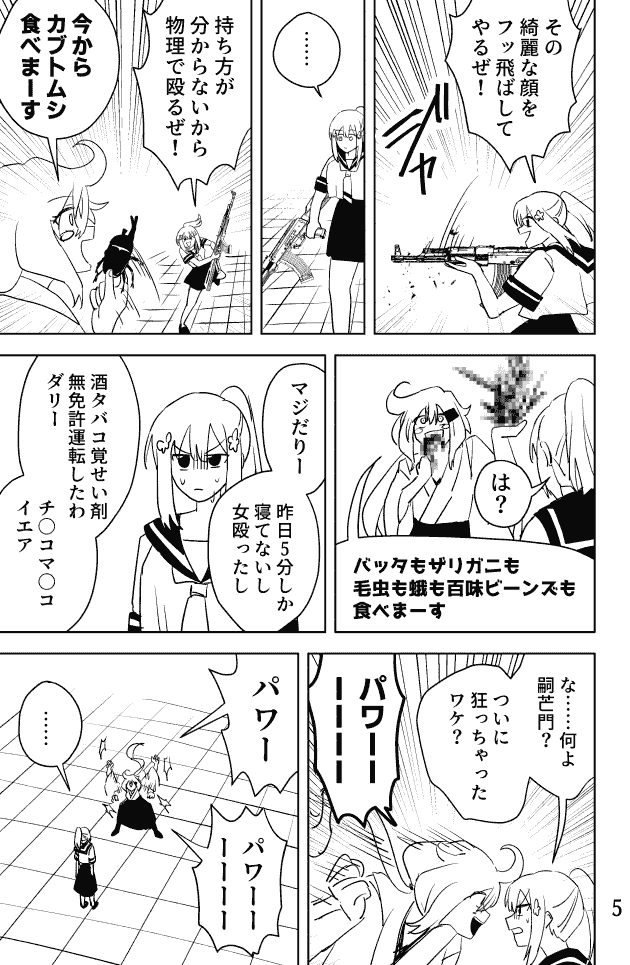 その
綺麗な顔を
フッ飛ばして
やるぜ！
ジャ
……
持ち方が
分からないから
物理で殴るぜ！
今から
カブトムシ
食べまーす
は？
バッタもザリガニも
毛虫も蛾も百味ビーンズも
食べまーす
マジだりー
昨日5分しか
寝てないし
女殴ったし
酒タバコ覚せい剤
無免許運転したわ
ダリー
チ〇コマ〇コ
イエア
な……何よ
嗣芒門？
ついに
狂っちゃった
ワケ？
パワーー
ーーーー
パワー
パワーー
ーーーー
……
5